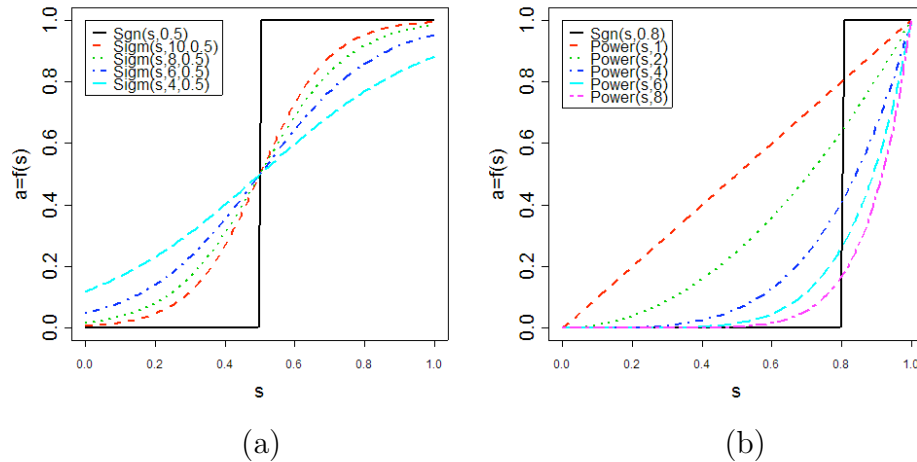 Sgn(s,0.5)
Sigm(s,10,0.5)
Sigm(s,8,0.5)
Sigm(s,6,0.5)
Sigm(s,4,0.5)
a=f(s)
1.0
0.8
0.6
0.4
0.2
0.0
0.0 0.2 0.4 0.6 0.8 1.0
s
(a)
Sgn(s,0.8)
Power(s,1)
Power(s,2)
Power(s,4)
Power(s,6)
Power(s,8)
a=f(s)
1.0
0.8
0.6
0.4
0.2
0.0
0.0 0.2 0.4 0.6 0.8 1.0
s
(b)